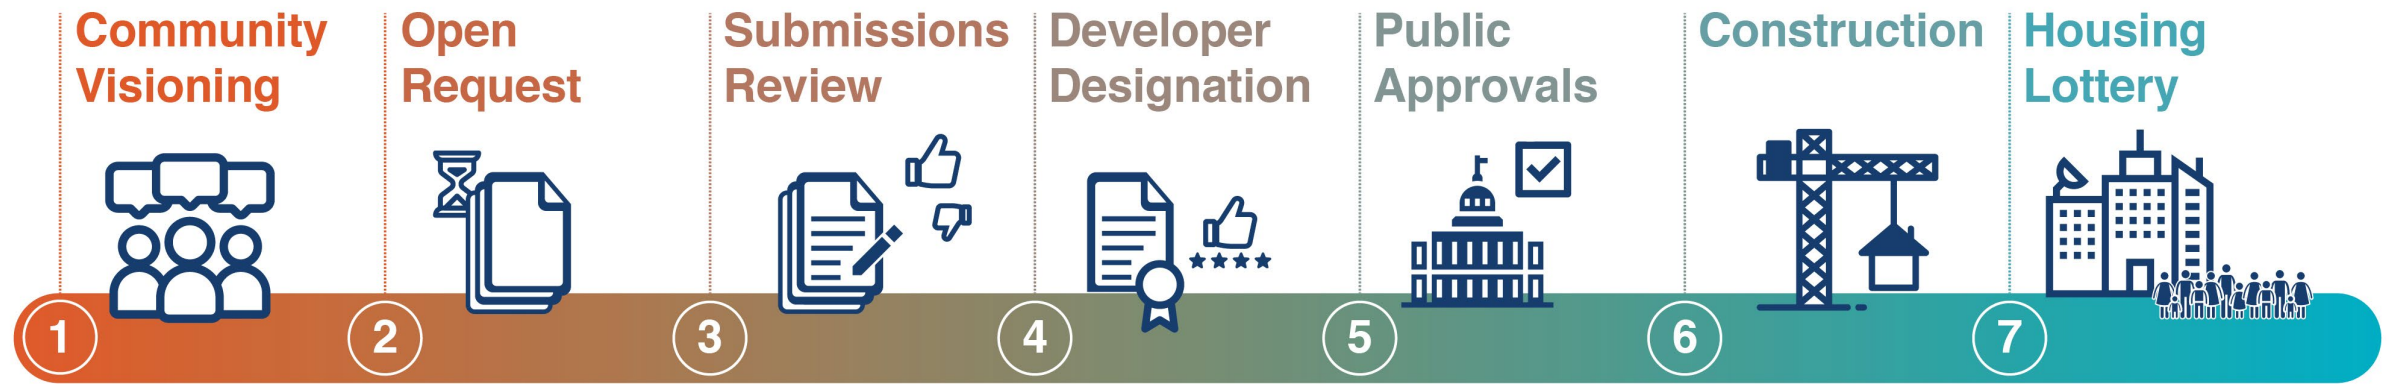 Community
Visioning
Open
Request
Submissions
Review
Developer
Designation
Public
Approvals
Construction
Housing
Lottery
1
2
3
4
5
6
7